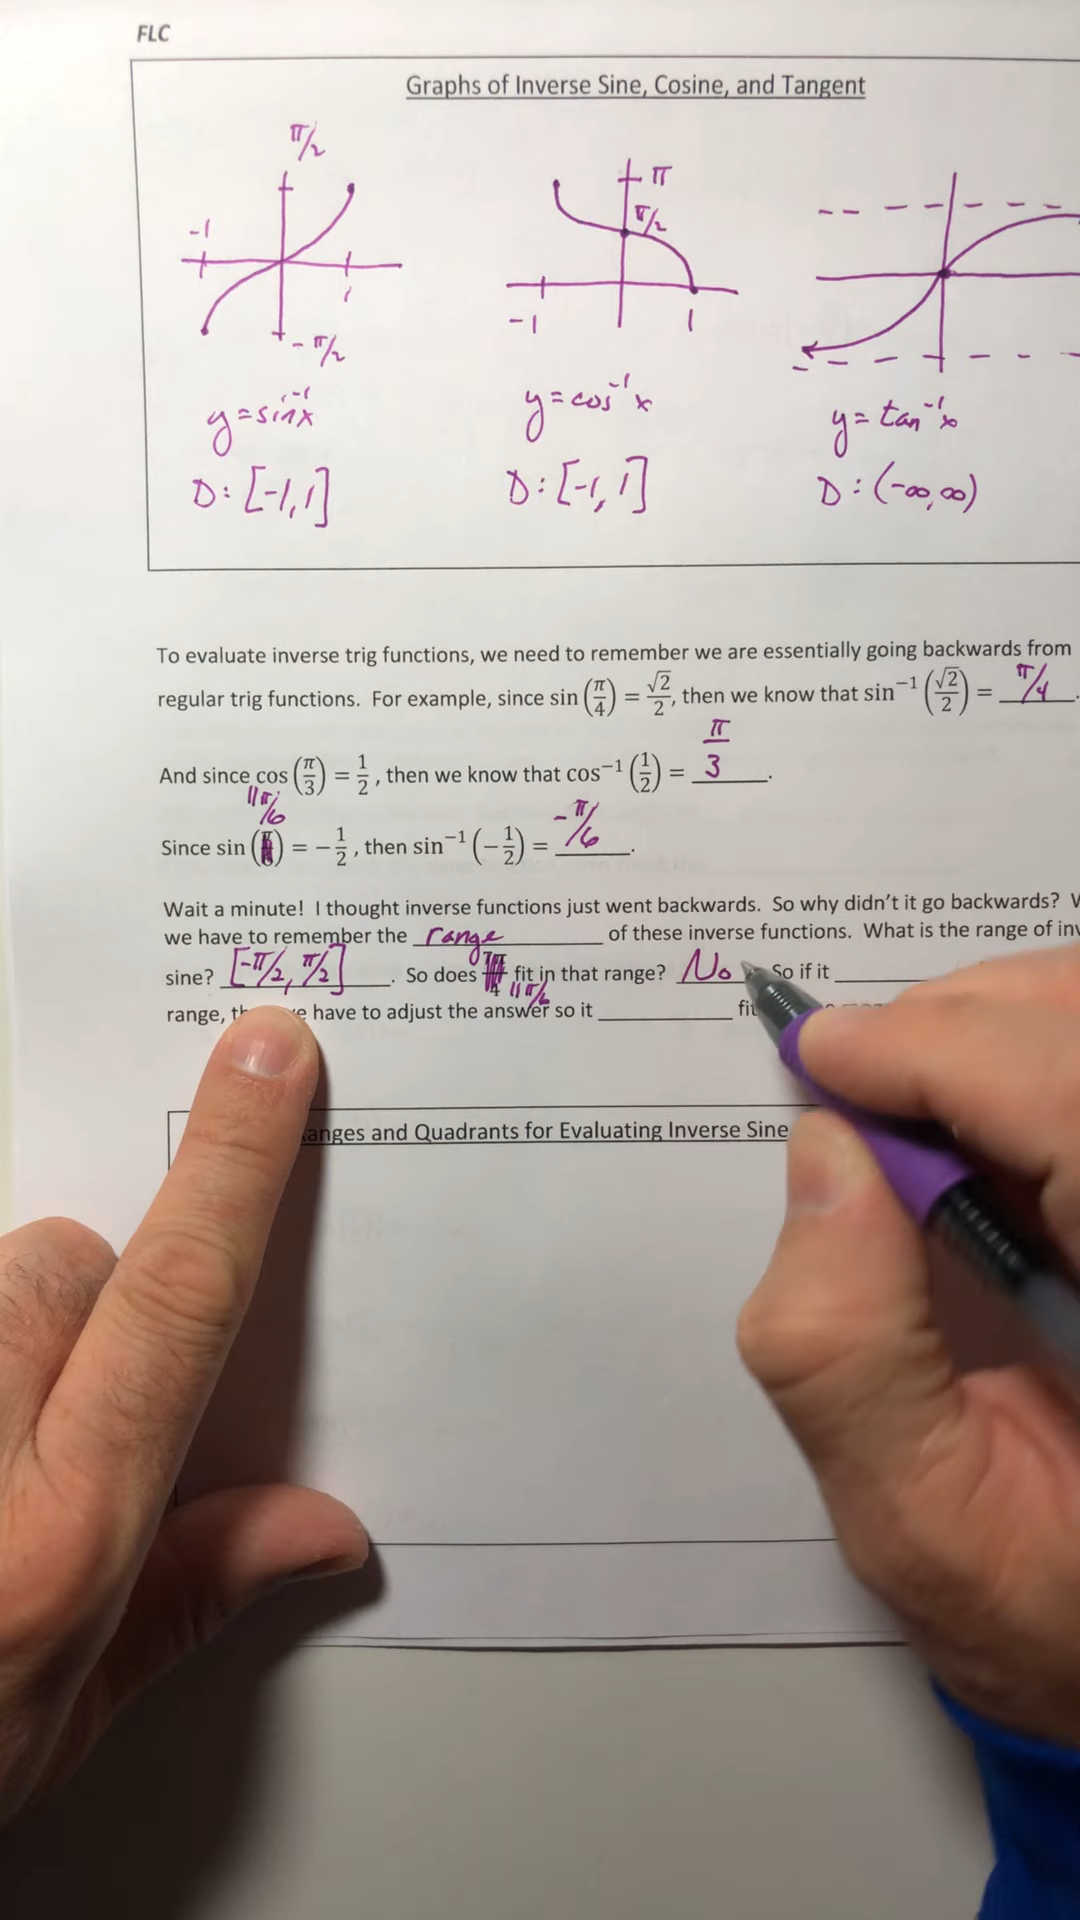 FLC
Graphs of Inverse Sine, Cosine, and Tangent
π/2
-1
1
-π/2
y=sin⁻¹x
D: [-1,1]
π
π/2
-1
1
y=cos⁻¹x
D: [-1,1]
y=tan⁻¹x
D: (-∞,∞)
To evaluate inverse trig functions, we need to remember we are essentially going backwards from
regular trig functions. For example, since sin (π/4) = √2/2, then we know that sin⁻¹ (√2/2) = π/4.
And since cos (π/3) = 1/2, then we know that cos⁻¹ (1/2) = π/3.
11π/6
Since sin ( ) = -1/2, then sin⁻¹ (-1/2) = -π/6.
Wait a minute! I thought inverse functions just went backwards. So why didn't it go backwards?
we have to remember the range of these inverse functions. What is the range of inv
sine? [-π/2, π/2]. So does fit in that range? No. So if it
11π/6
range, have to adjust the answer so it fit
anges and Quadrants for Evaluating Inverse Sine